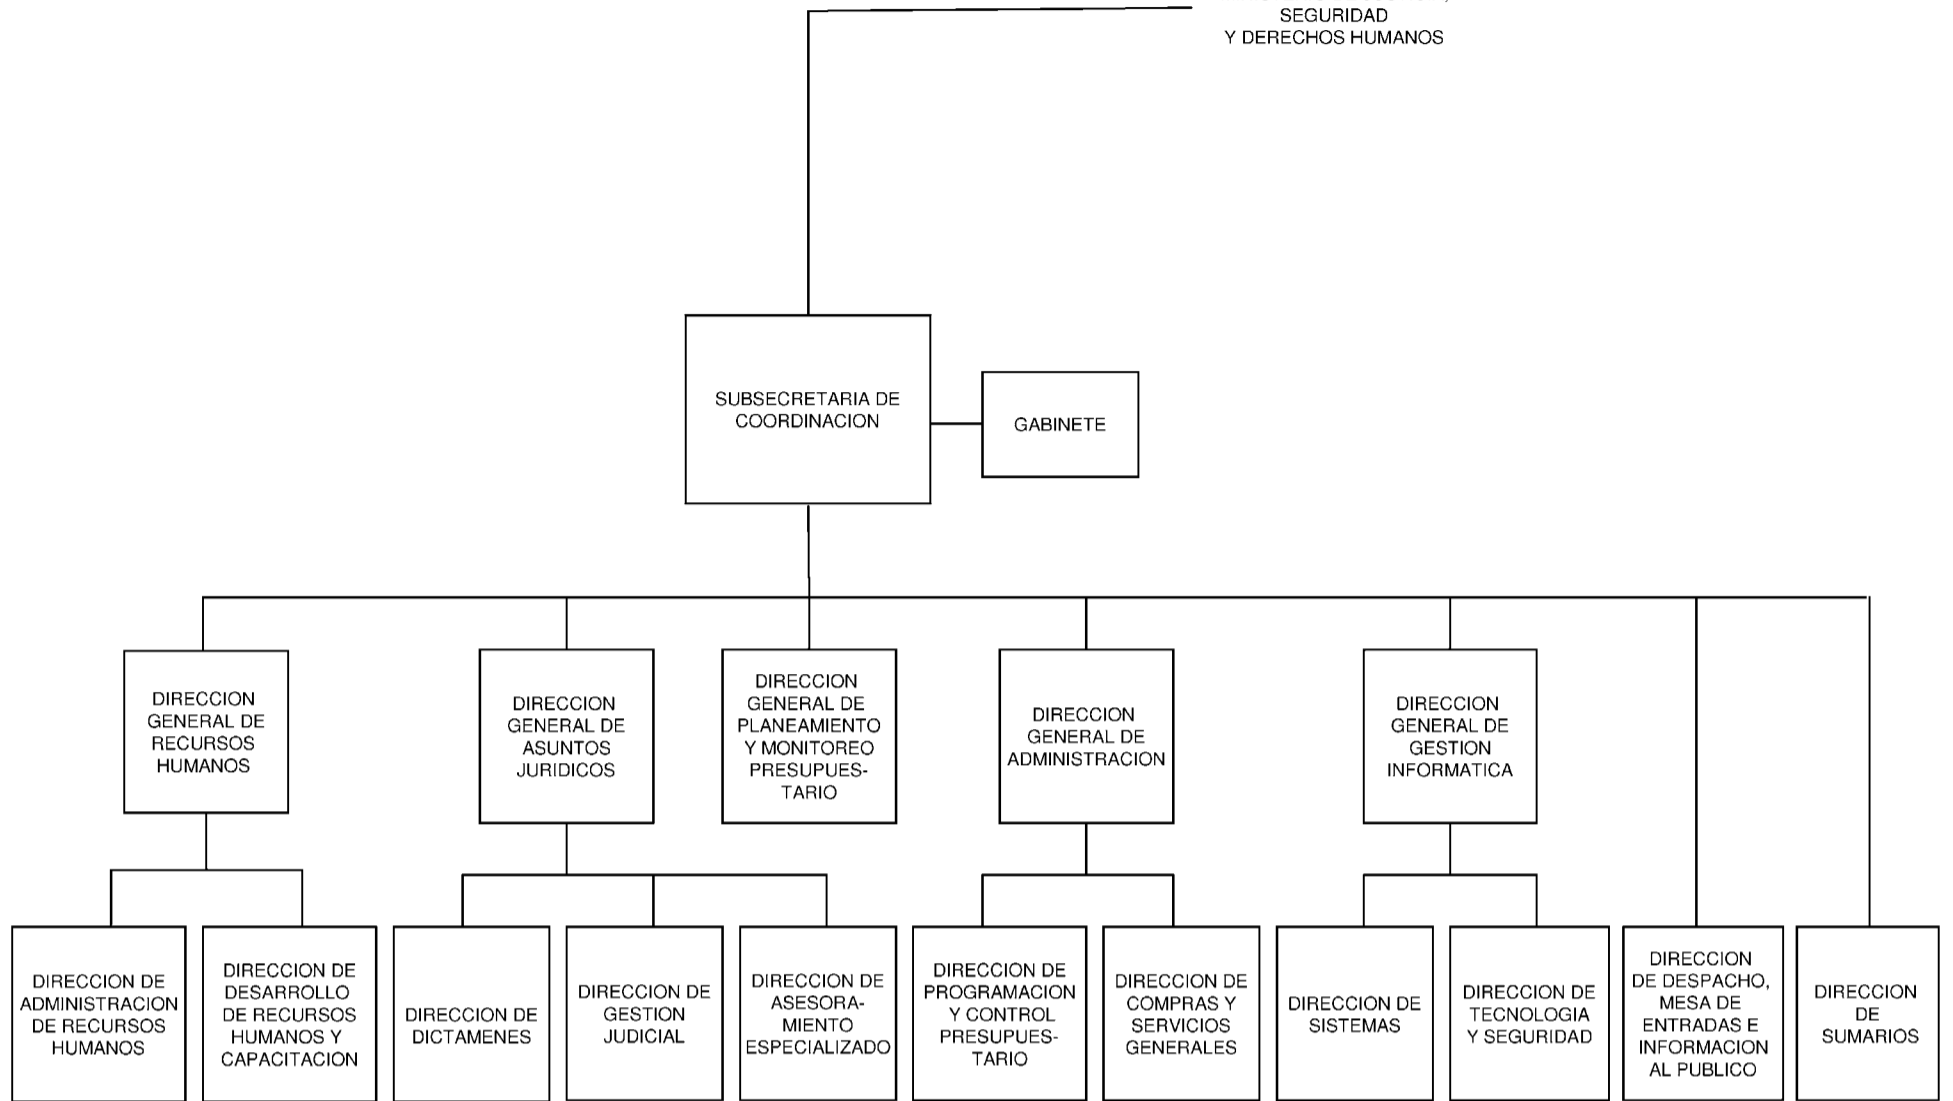 SEGURIDAD
Y DERECHOS HUMANOS
SUBSECRETARIA DE
COORDINACION
GABINETE
DIRECCION
GENERAL DE
RECURSOS
HUMANOS
DIRECCION
GENERAL DE
ASUNTOS
JURIDICOS
DIRECCION
GENERAL DE
PLANEAMIENTO
Y MONITOREO
PRESUPUES-
TARIO
DIRECCION
GENERAL DE
ADMINISTRACION
DIRECCION
GENERAL DE
GESTION
INFORMATICA
DIRECCION DE
ADMINISTRACION
DE RECURSOS
HUMANOS
DIRECCION DE
DESARROLLO
DE RECURSOS
HUMANOS Y
CAPACITACION
DIRECCION DE
DICTAMENES
DIRECCION DE
GESTION
JUDICIAL
DIRECCION DE
ASESORA-
MIENTO
ESPECIALIZADO
DIRECCION DE
PROGRAMACION
Y CONTROL
PRESUPUES-
TARIO
DIRECCION DE
COMPRAS Y
SERVICIOS
GENERALES
DIRECCION DE
SISTEMAS
DIRECCION DE
TECNOLOGIA
Y SEGURIDAD
DIRECCION
DE DESPACHO,
MESA DE
ENTRADAS E
INFORMACION
AL PUBLICO
DIRECCION
DE
SUMARIOS